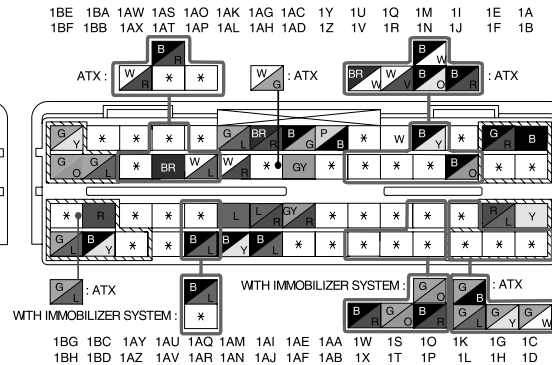 1BE 1BA 1AW 1AS 1AO 1AK 1AG 1AC 1Y 1U 1Q 1M 1I 1E 1A
1BF 1BB 1AX 1AT 1AP 1AL 1AH 1AD 1Z 1V 1R 1N 1J 1F 1B
B R B W
ATX : W R * * W G : ATX BR W W V B O B R : ATX
G Y * * * * G L BR R B G P B * W B Y * G R B
G O G L * BR W L W R * GY * * * B O * *
* R * * * L L R GY R * * * * * R L Y
G L B Y * * B L B Y B L * * * * * * * *
G L : ATX B L WITH IMMOBILIZER SYSTEM : G O G B : ATX
WITH IMMOBILIZER SYSTEM : * B R G O R O G L G Y G W
1BG 1BC 1AY 1AU 1AQ 1AM 1AI 1AE 1AA 1W 1S 1O 1K 1G 1C
1BH 1BD 1AZ 1AV 1AR 1AN 1AJ 1AF 1AB 1X 1T 1P 1L 1H 1D